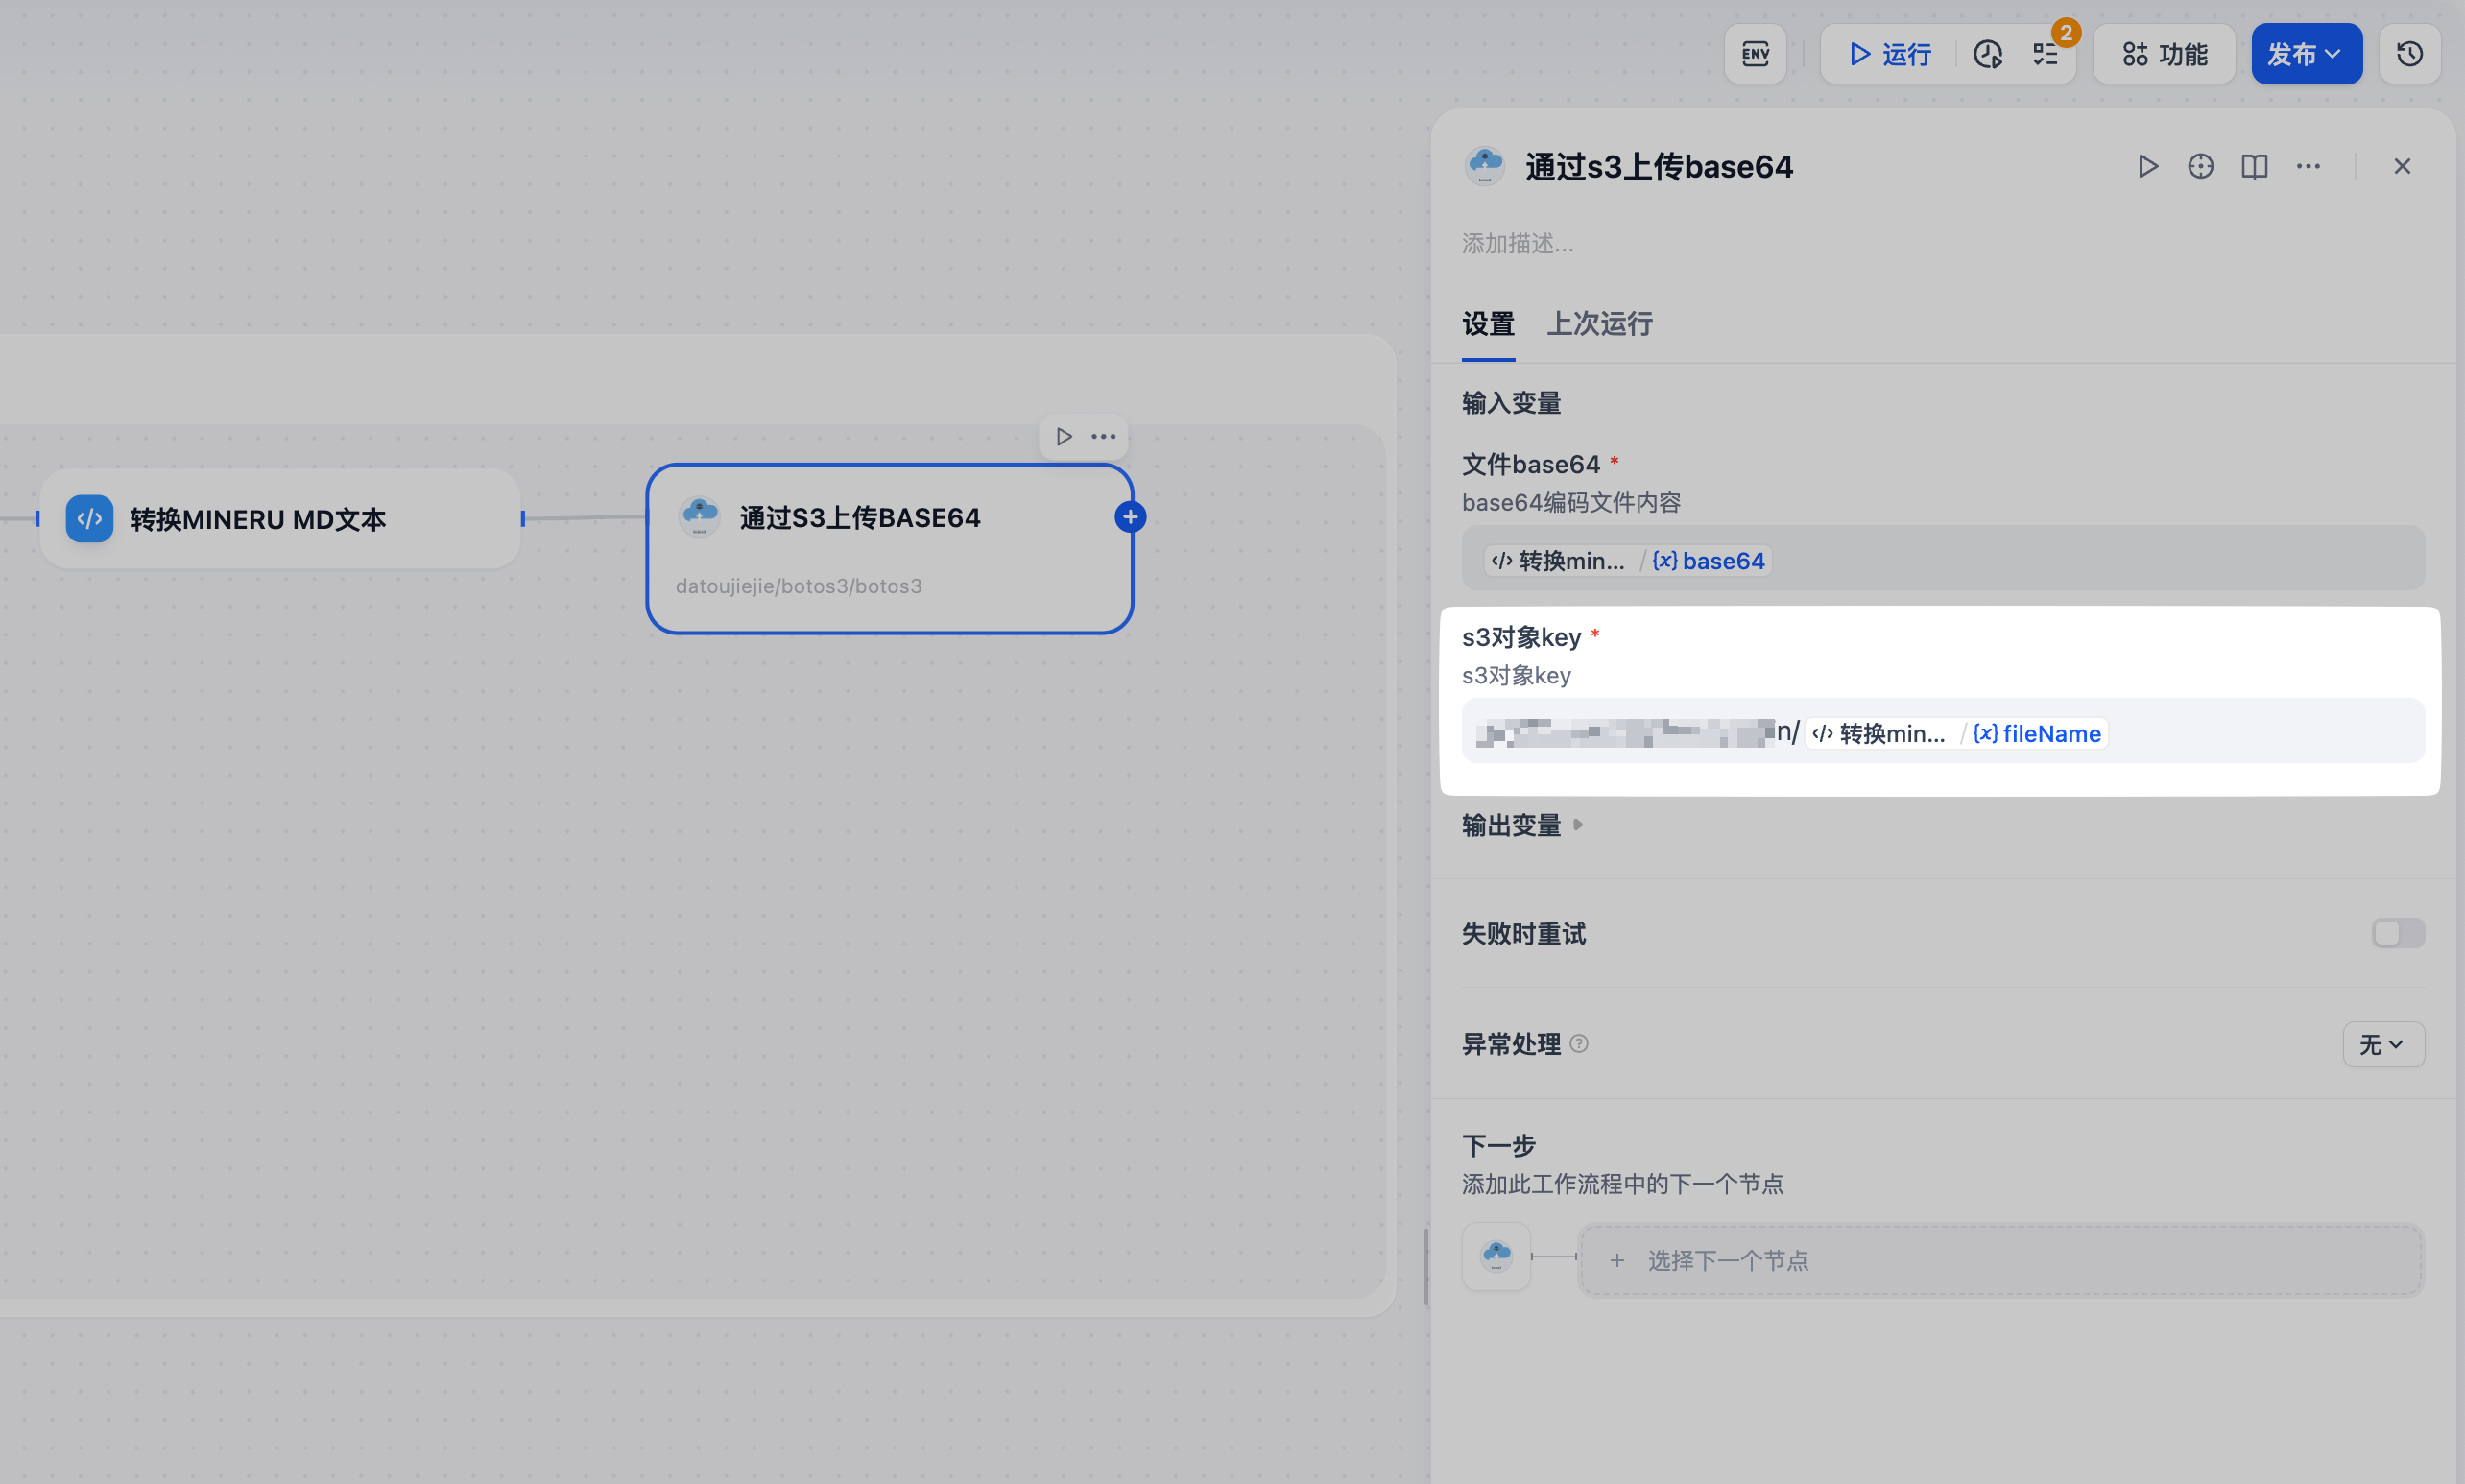 ENV
运行
2
功能
发布
通过s3上传base64
添加描述...
设置
上次运行
输入变量
文件base64 *
base64编码文件内容
转换min... / {x} base64
s3对象key *
s3对象key
n/ 转换min... / {x} fileName
输出变量
失败时重试
异常处理
无
下一步
添加此工作流程中的下一个节点
+ 选择下一个节点
转换MINERU MD文本
通过S3上传BASE64
datoujiejie/botos3/botos3